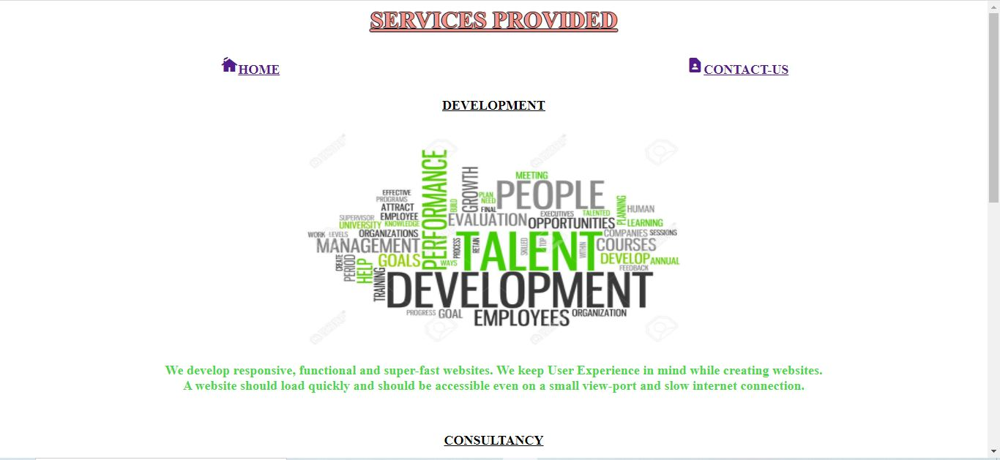 SERVICES PROVIDED
HOME
CONTACT-US
DEVELOPMENT
PERFORMANCE
GROWTH
MEETING
PEOPLE
EFFECTIVE
PROGRAMS
ATTRACT
BUILD
PLAN
NEED
FINAL
EXECUTIVES
TALENTED
PLANNING
HUMAN
SUPERVISOR
EMPLOYEE
UNIVERSITY
KNOWLEDGE
EVALUATION
OPPORTUNITIES
LEARNING
WORK
LEVELS
ORGANIZATIONS
COMPANIES
SESSIONS
MANAGEMENT
PROCESS
RETAIN
TALENT
SKILLED
TOP
WITHIN
COURSES
CREATE
PERIOD
HELP
GOALS
WAYS
DEVELOP
ANNUAL
FEEDBACK
TRAINING
DEVELOPMENT
PROGRESS
GOAL
EMPLOYEES
ORGANIZATION
We develop responsive, functional and super-fast websites. We keep User Experience in mind while creating websites.
A website should load quickly and should be accessible even on a small view-port and slow internet connection.
CONSULTANCY